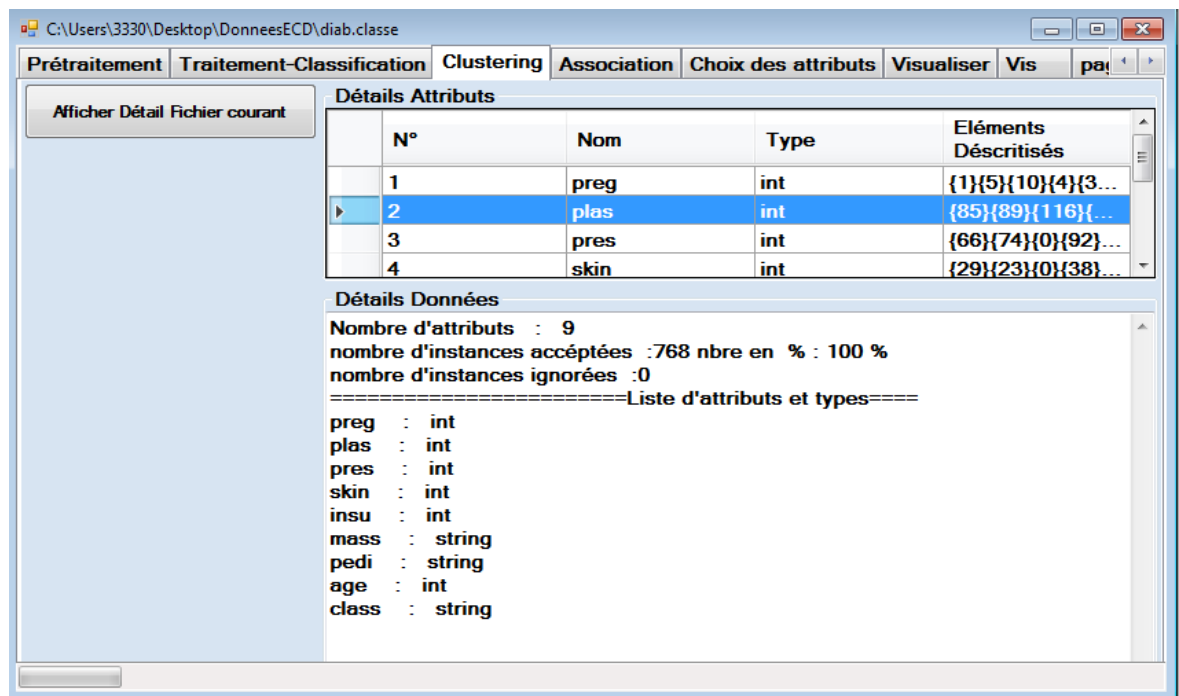 C:\Users\3330\Desktop\DonneesECD\diab.classe
Prétraitement Traitement-Classification Clustering Association Choix des attributs Visualiser Vis
Afficher Détail Fichier courant
Détails Attributs
N° Nom Type Eléments Déscritisés
1 preg int {1}{5}{10}{4}{3...
2 plas int {85}{89}{116}{...
3 pres int {66}{74}{0}{92}...
4 skin int {29}{23}{0}{38}...
Détails Données
Nombre d'attributs : 9
nombre d'instances accéptées :768 nbre en % : 100 %
nombre d'instances ignorées :0
========================Liste d'attributs et types====
preg : int
plas : int
pres : int
skin : int
insu : int
mass : string
pedi : string
age : int
class : string